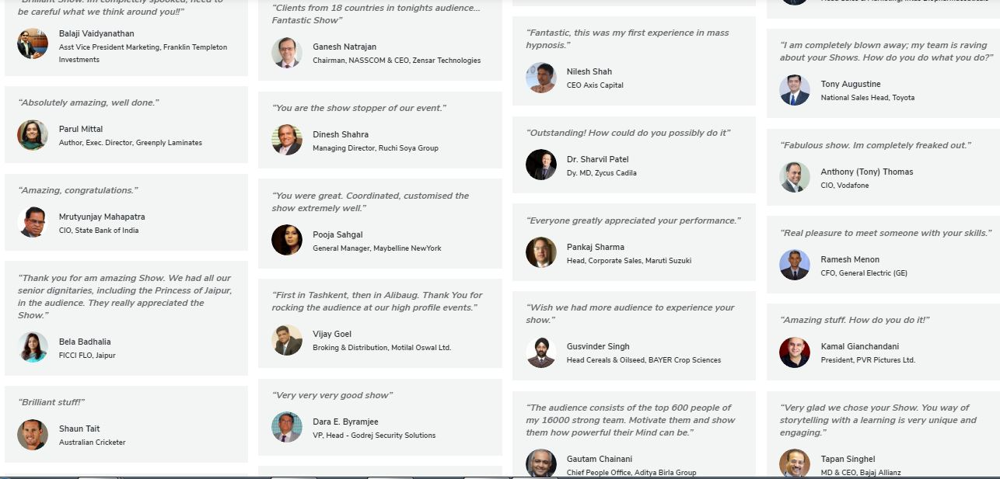 “Brilliant Show. Im completely spooked, need to
be careful what we think around you!!”
Balaji Vaidyanathan
Asst Vice President Marketing, Franklin Templeton
Investments
“Absolutely amazing, well done.”
Parul Mittal
Author, Exec. Director, Greenply Laminates
“Amazing, congratulations.”
Mrutyunjay Mahapatra
CIO, State Bank of India
“Thank you for am amazing Show. We had all our
senior dignitaries, including the Princess of Jaipur,
in the audience. They really appreciated the
Show.”
Bela Badhalia
FICCI FLO, Jaipur
“Brilliant stuff!”
Shaun Tait
Australian Cricketer
“Clients from 18 countries in tonights audience...
Fantastic Show”
Ganesh Natrajan
Chairman, NASSCOM & CEO, Zensar Technologies
“You are the show stopper of our event.”
Dinesh Shahra
Managing Director, Ruchi Soya Group
“You were great. Coordinated, customised the
show extremely well.”
Pooja Sahgal
General Manager, Maybelline NewYork
“First in Tashkent, then in Alibaug. Thank You for
rocking the audience at our high profile events.”
Vijay Goel
Broking & Distribution, Motilal Oswal Ltd.
“Very very very good show”
Dara E. Byramjee
VP, Head - Godrej Security Solutions
“Fantastic, this was my first experience in mass
hypnosis.”
Nilesh Shah
CEO Axis Capital
“Outstanding! How could do you possibly do it”
Dr. Sharvil Patel
Dy. MD, Zycus Cadila
“Everyone greatly appreciated your performance.”
Pankaj Sharma
Head, Corporate Sales, Maruti Suzuki
“Wish we had more audience to experience your
show.”
Gusvinder Singh
Head Cereals & Oilseed, BAYER Crop Sciences
“The audience consists of the top 600 people of
my 16000 strong team. Motivate them and show
them how powerful their Mind can be.”
Gautam Chainani
Chief People Office, Aditya Birla Group
Head Sales & Marketing, Intas Biopharmaceuticals
“I am completely blown away; my team is raving
about your Shows. How do you do what you do?”
Tony Augustine
National Sales Head, Toyota
“Fabulous show. Im completely freaked out.”
Anthony (Tony) Thomas
CIO, Vodafone
“Real pleasure to meet someone with your skills.”
Ramesh Menon
CFO, General Electric (GE)
“Amazing stuff. How do you do it!”
Kamal Gianchandani
President, PVR Pictures Ltd.
“Very glad we chose your Show. You way of
storytelling with a learning is very unique and
engaging.”
Tapan Singhel
MD & CEO, Bajaj Allianz